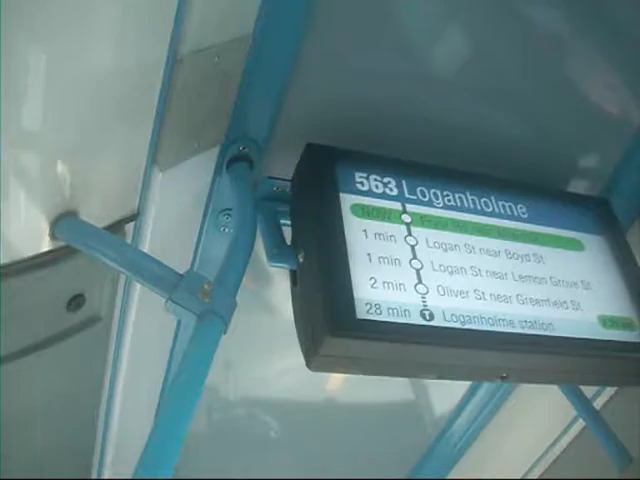 563 Loganholme
Now
1 min Logan St near Boyd St
1 min Logan St near Lemon Grove St
2 min Oliver St near Greenfield St
28 min T Loganholme station